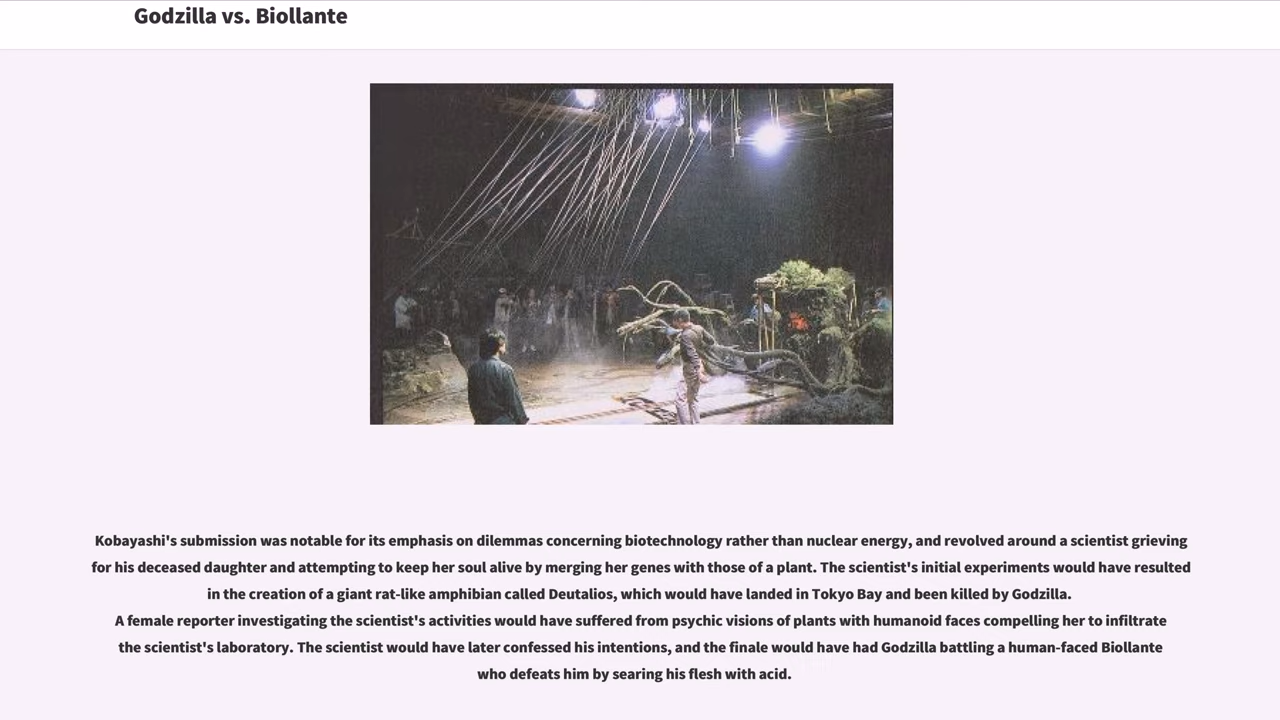 Godzilla vs. Biollante
Kobayashi's submission was notable for its emphasis on dilemmas concerning biotechnology rather than nuclear energy, and revolved around a scientist grieving
for his deceased daughter and attempting to keep her soul alive by merging her genes with those of a plant. The scientist's initial experiments would have resulted
in the creation of a giant rat-like amphibian called Deutalios, which would have landed in Tokyo Bay and been killed by Godzilla.
A female reporter investigating the scientist's activities would have suffered from psychic visions of plants with humanoid faces compelling her to infiltrate
the scientist's laboratory. The scientist would have later confessed his intentions, and the finale would have had Godzilla battling a human-faced Biollante
who defeats him by searing his flesh with acid.